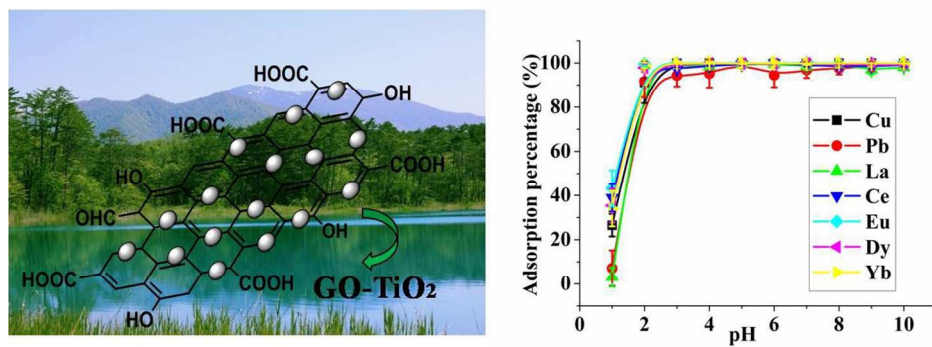 HOOC
OH
HOOC
COOH
HO
OHC
OH
HOOC
COOH
GO-TiO₂
HO
Adsorption percentage (%)
100
80
60
40
20
0
Cu
Pb
La
Ce
Eu
Dy
Yb
0 2 4 6 8 10
pH